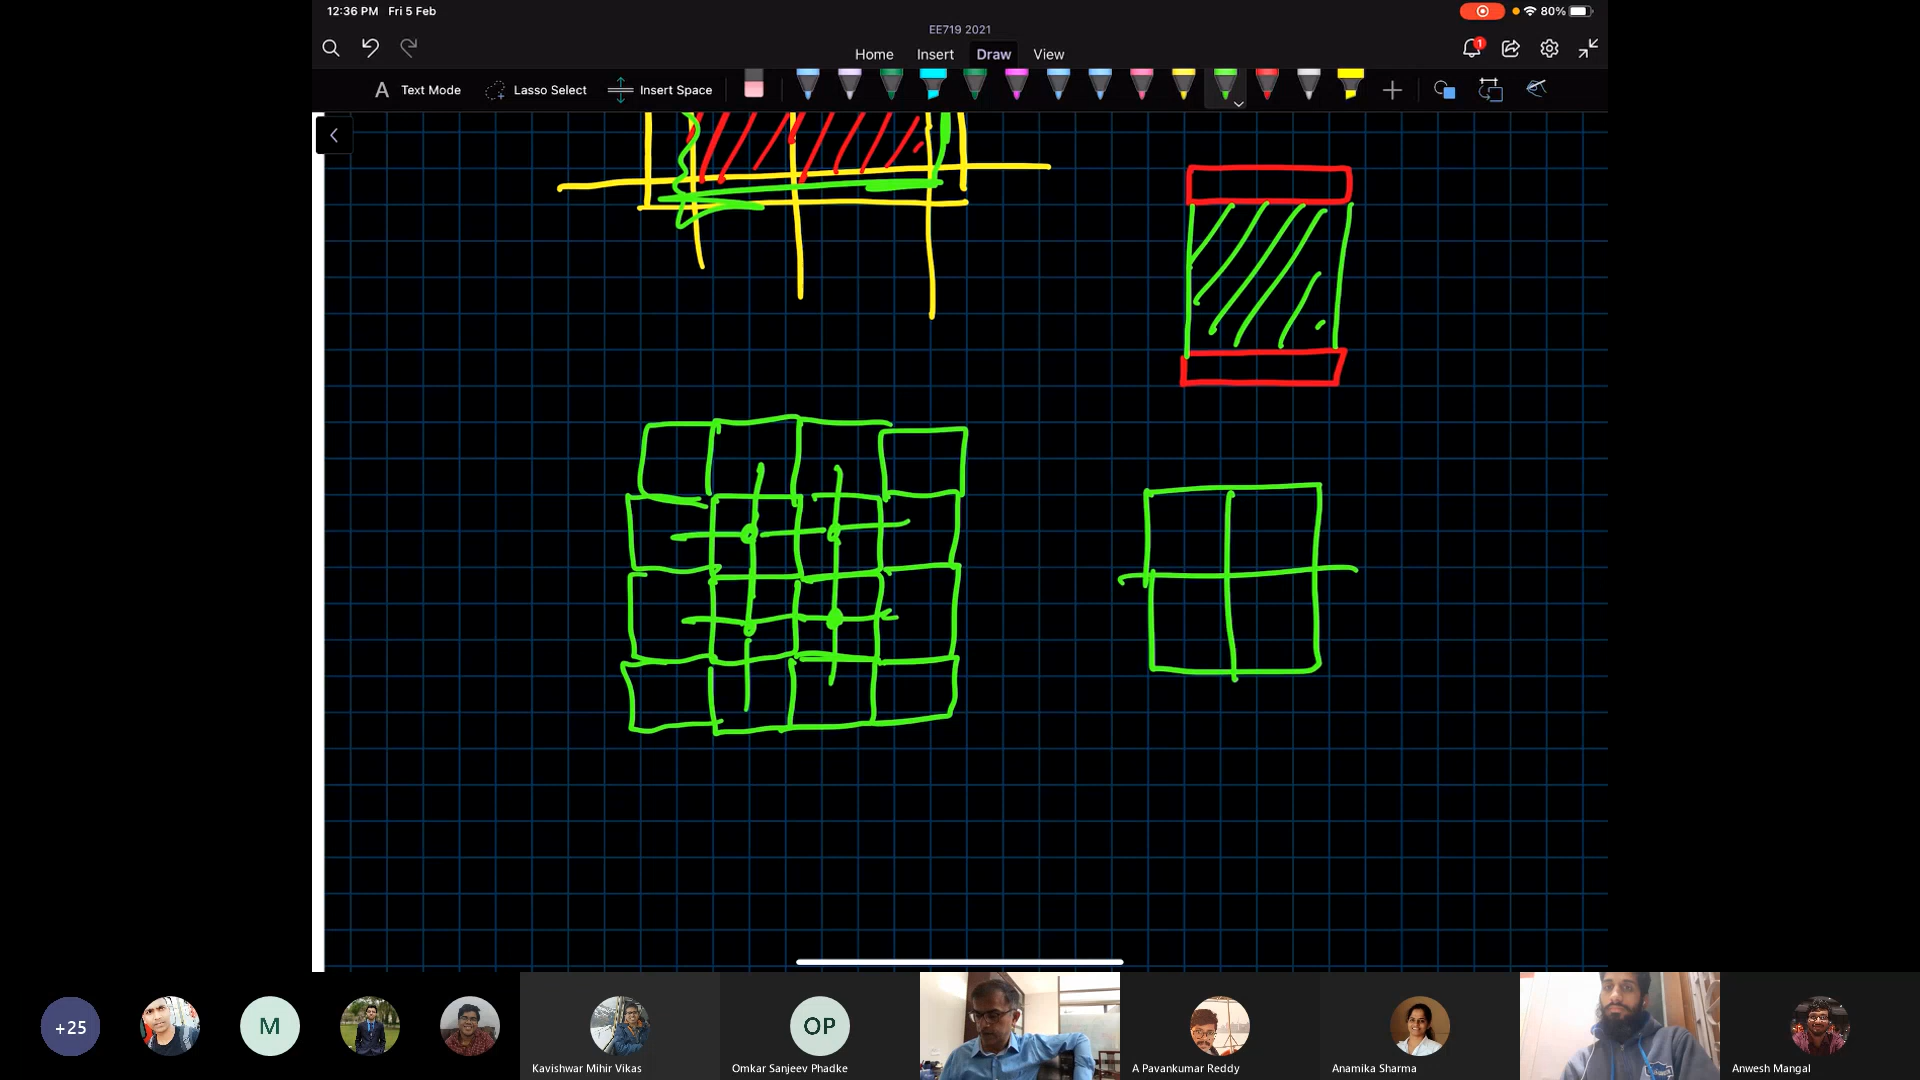 12:36 PM Fri 5 Feb
80%
EE719 2021
Home Insert Draw View
1
A Text Mode Lasso Select Insert Space
+25
M
OP
Kavishwar Mihir Vikas
Omkar Sanjeev Phadke
A Pavankumar Reddy
Anamika Sharma
Anwesh Mangal